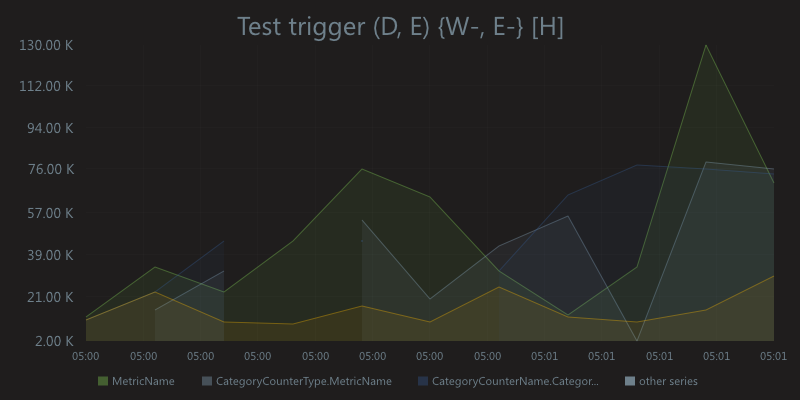 Test trigger (D, E) {W-, E-} [H]
130.00 K
112.00 K
94.00 K
76.00 K
57.00 K
39.00 K
21.00 K
2.00 K
05:00 05:00 05:00 05:00 05:00 05:00 05:00 05:00 05:01 05:01 05:01 05:01 05:01
MetricName CategoryCounterType.MetricName CategoryCounterName.Categor... other series